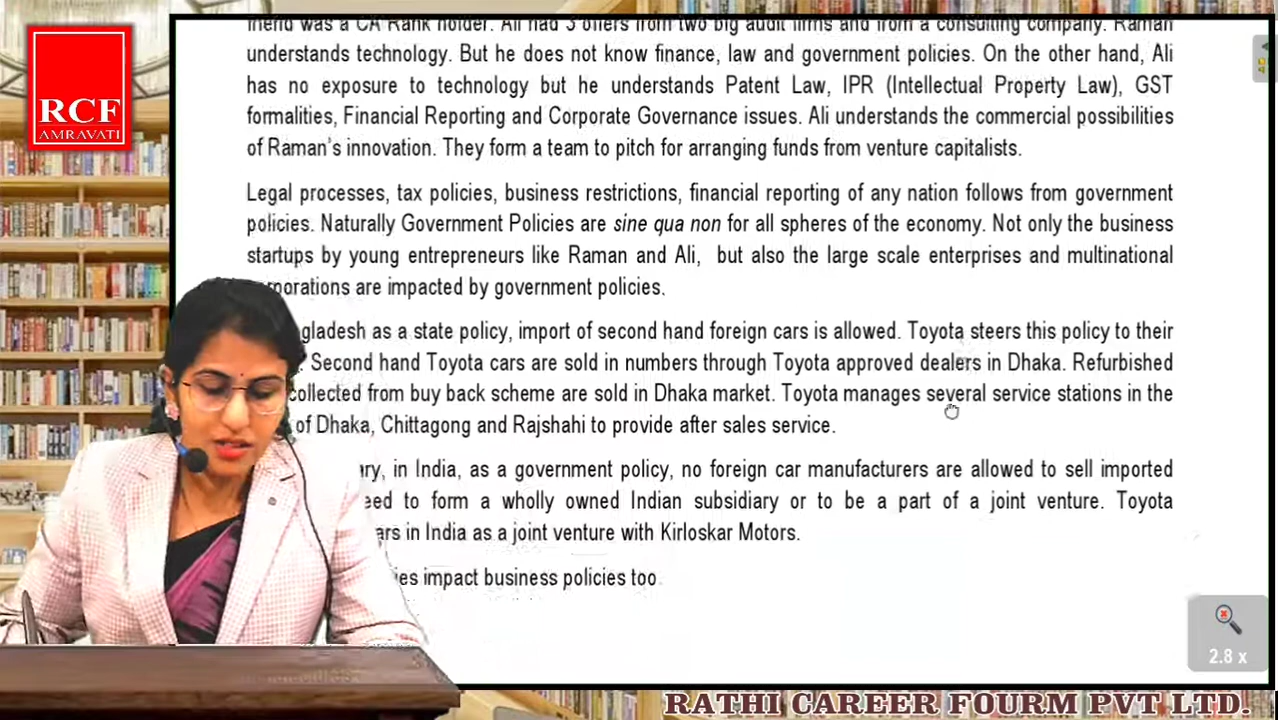 RCF
AMRAVATI
friend was a CA Rank holder. Ali had 3 offers from two big audit firms and from a consulting company. Raman
understands technology. But he does not know finance, law and government policies. On the other hand, Ali
has no exposure to technology but he understands Patent Law, IPR (Intellectual Property Law), GST
formalities, Financial Reporting and Corporate Governance issues. Ali understands the commercial possibilities
of Raman's innovation. They form a team to pitch for arranging funds from venture capitalists.
Legal processes, tax policies, business restrictions, financial reporting of any nation follows from government
policies. Naturally Government Policies are sine qua non for all spheres of the economy. Not only the business
startups by young entrepreneurs like Raman and Ali, but also the large scale enterprises and multinational
are impacted by government policies.
as a state policy, import of second hand foreign cars is allowed. Toyota steers this policy to their
Second hand Toyota cars are sold in numbers through Toyota approved dealers in Dhaka. Refurbished
collected from buy back scheme are sold in Dhaka market. Toyota manages several service stations in the
of Dhaka, Chittagong and Rajshahi to provide after sales service.
in India, as a government policy, no foreign car manufacturers are allowed to sell imported
to form a wholly owned Indian subsidiary or to be a part of a joint venture. Toyota
in India as a joint venture with Kirloskar Motors.
impact business policies too
2.8 x
RATHI CAREER FOURM PVT LTD.